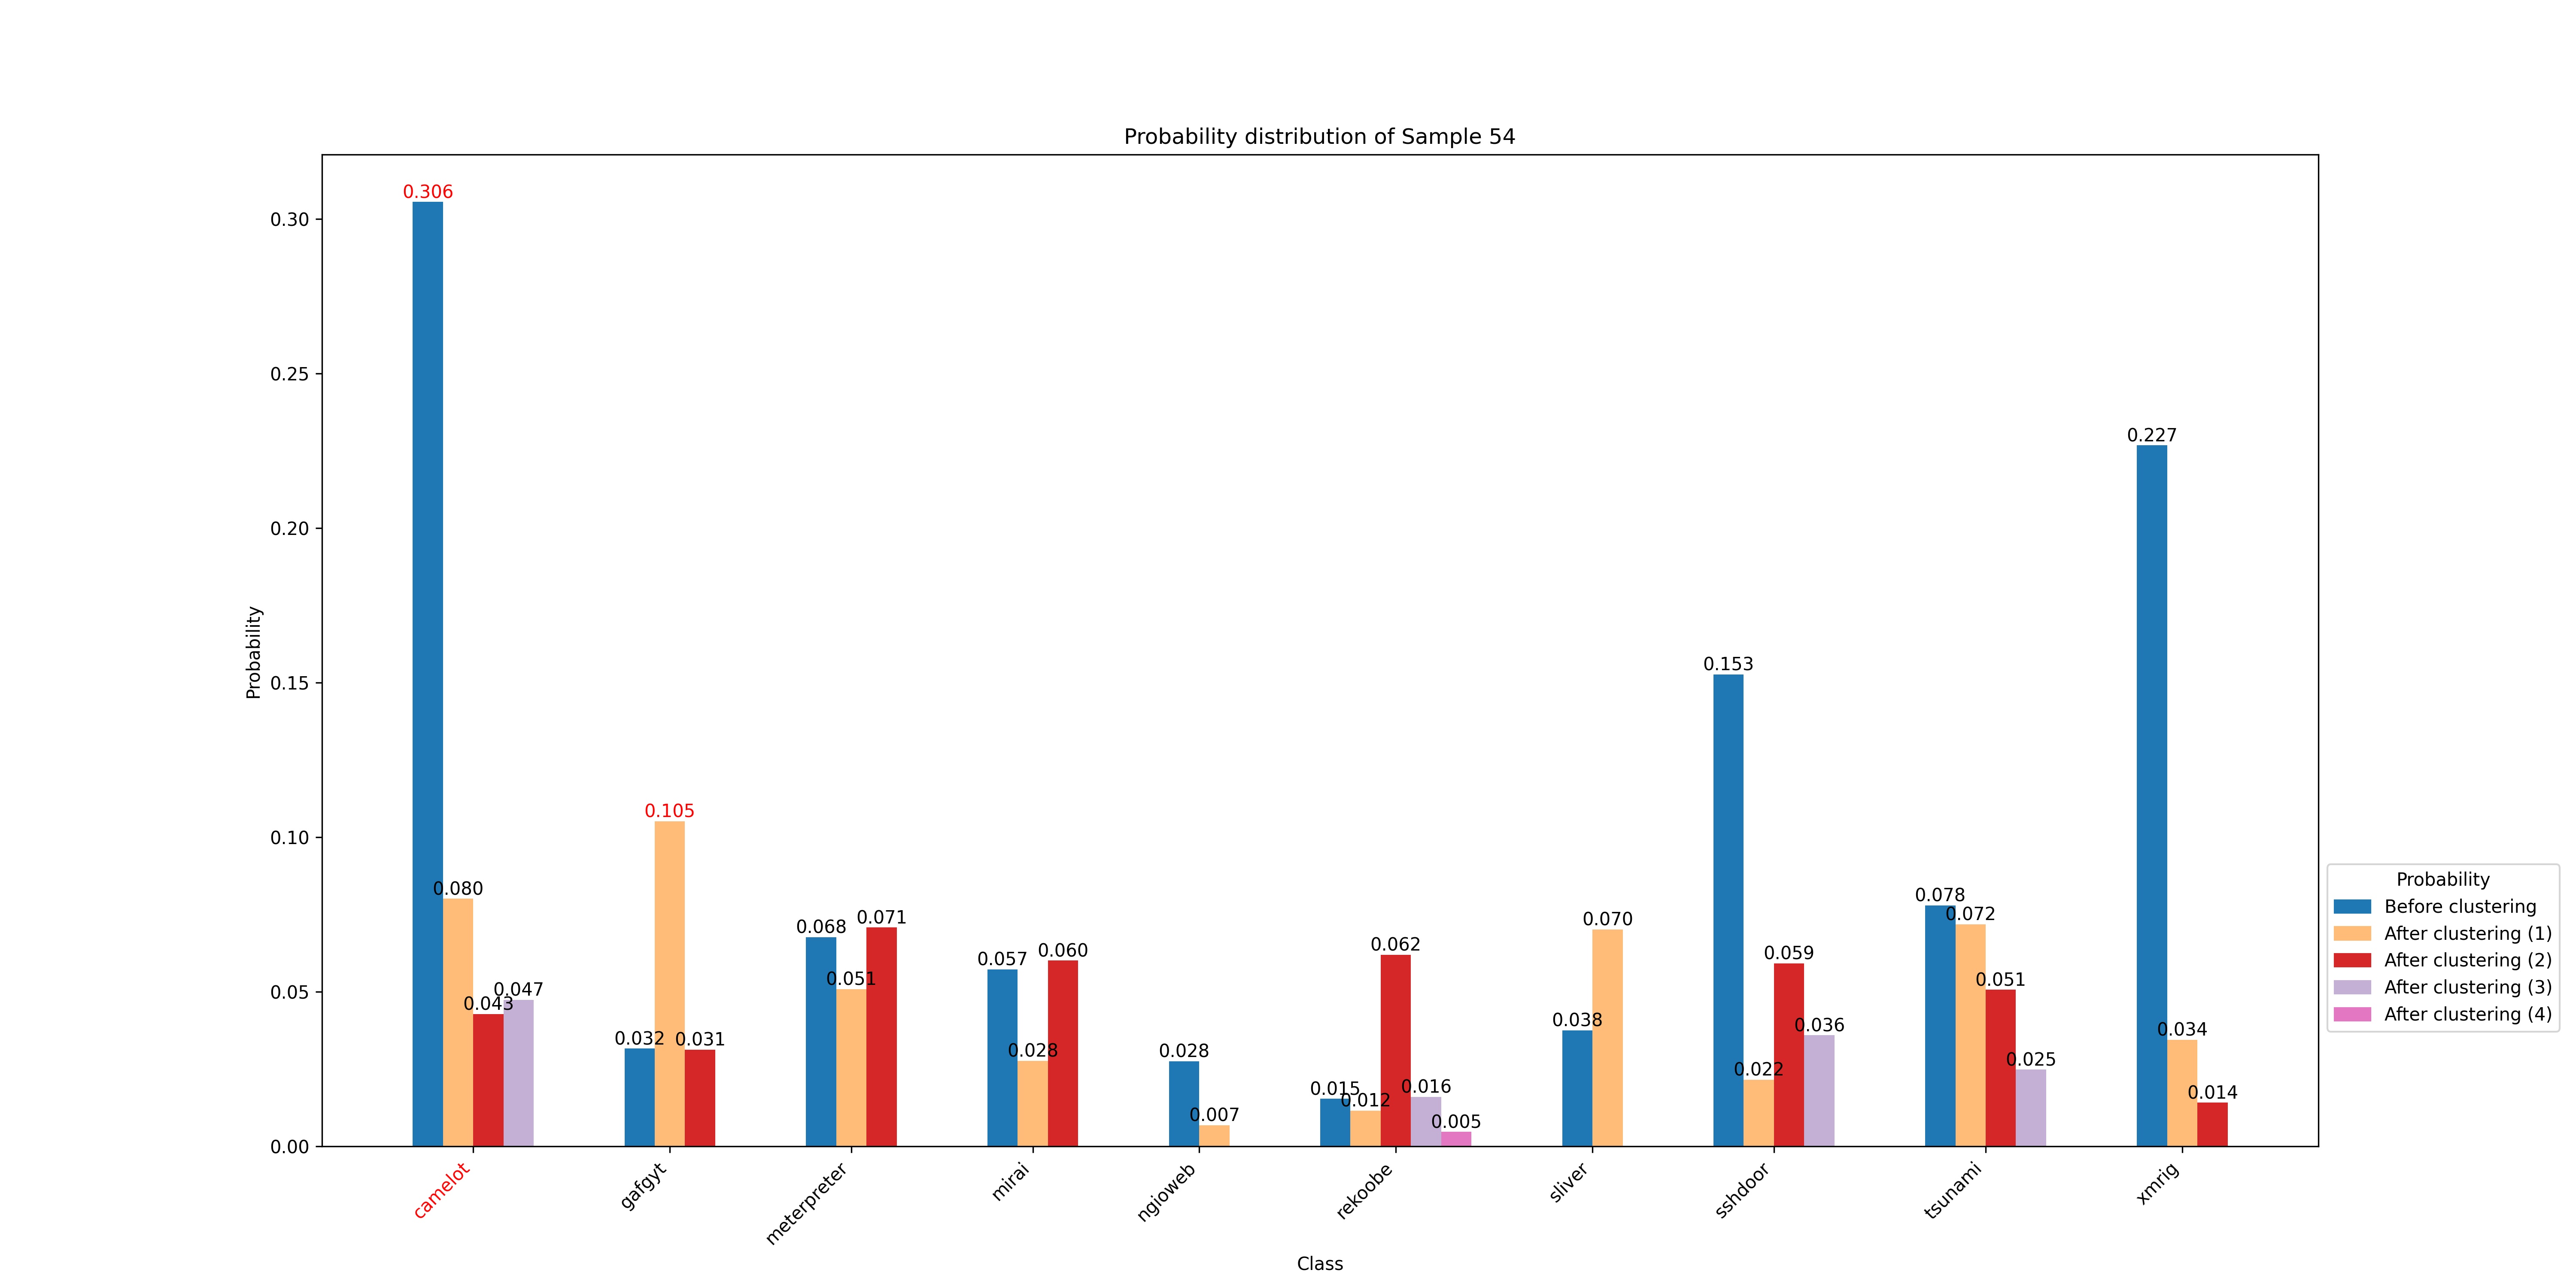 Probability distribution of Sample 54
Probability
0.30
0.25
0.20
0.15
0.10
0.05
0.00
0.306
0.080
0.043
0.047
0.032
0.105
0.031
0.068
0.051
0.071
0.057
0.028
0.060
0.028
0.007
0.015
0.012
0.062
0.016
0.005
0.038
0.070
0.153
0.022
0.059
0.036
0.078
0.072
0.051
0.025
0.227
0.034
0.014
camelot
gafgyt
meterpreter
mirai
ngioweb
rekoobe
sliver
sshdoor
tsunami
xmrig
Class
Probability
Before clustering
After clustering (1)
After clustering (2)
After clustering (3)
After clustering (4)